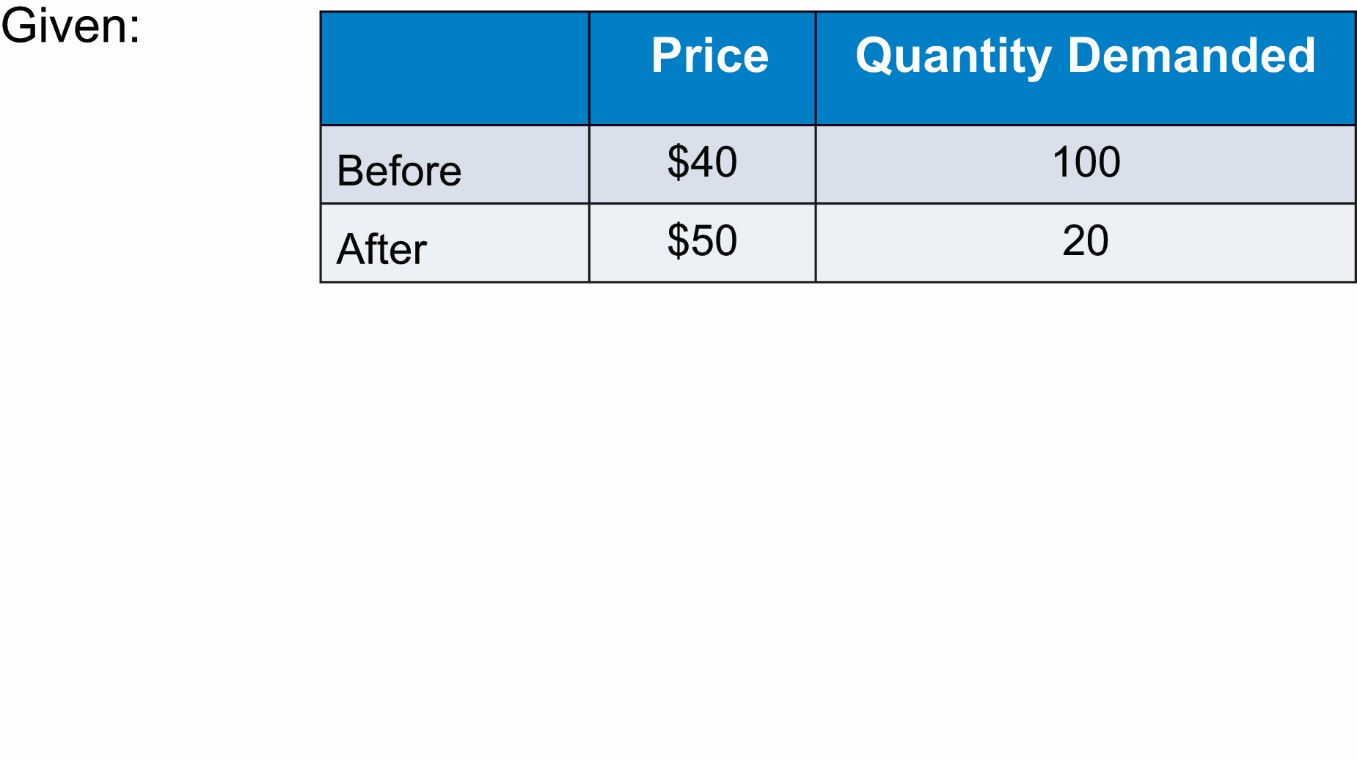 Given:
Price Quantity Demanded
Before $40 100
After $50 20